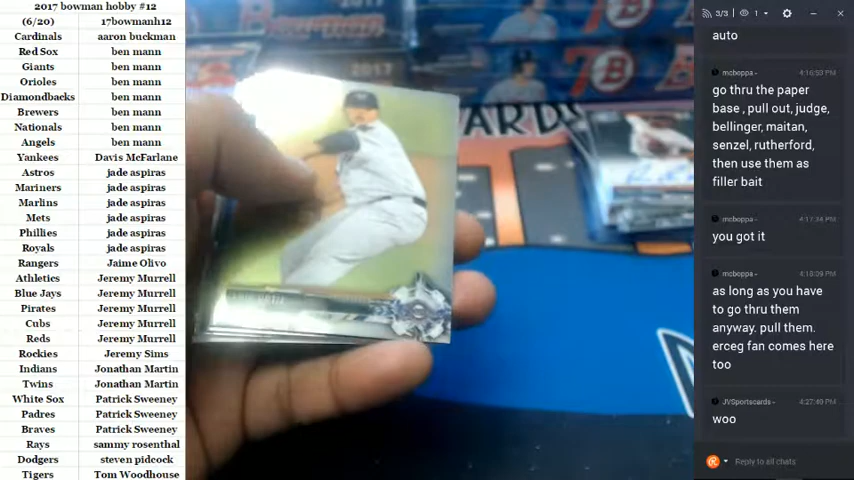 2017 bowman hobby #12
(6/20) 17bowmanh12
Cardinals aaron buckman
Red Sox ben mann
Giants ben mann
Orioles ben mann
Diamondbacks ben mann
Brewers ben mann
Nationals ben mann
Angels ben mann
Yankees Davis McFarlane
Astros jade aspiras
Mariners jade aspiras
Marlins jade aspiras
Mets jade aspiras
Phillies jade aspiras
Royals jade aspiras
Rangers Jaime Olivo
Athletics Jeremy Murrell
Blue Jays Jeremy Murrell
Pirates Jeremy Murrell
Cubs Jeremy Murrell
Reds Jeremy Murrell
Rockies Jeremy Sims
Indians Jonathan Martin
Twins Jonathan Martin
White Sox Patrick Sweeney
Padres Patrick Sweeney
Braves Patrick Sweeney
Rays sammy rosenthal
Dodgers steven pidcock
Tigers Tom Woodhouse
Bowman
2017
70
ARDS
3/3 1
auto
mcboppa- 4:16:53 PM
go thru the paper
base , pull out, judge,
bellinger, maitan,
senzel, rutherford,
then use them as
filler bait
mcboppa- 4:17:34 PM
you got it
mcboppa- 4:18:09 PM
as long as you have
to go thru them
anyway. pull them.
erceg fan comes here
too
JVSportscards- 4:27:49 PM
woo
Reply to all chats